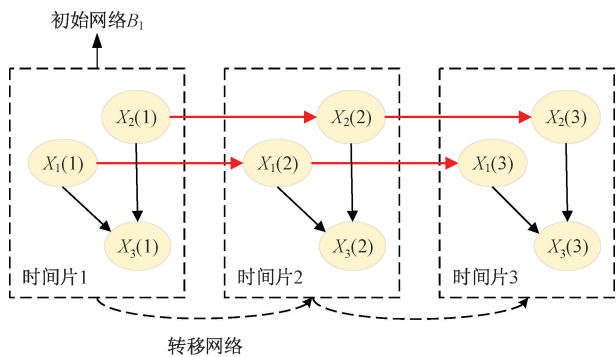 初始网络B₁
X₂(1)
X₂(2)
X₂(3)
X₁(1)
X₁(2)
X₁(3)
X₃(1)
X₃(2)
X₃(3)
时间片1
时间片2
时间片3
转移网络